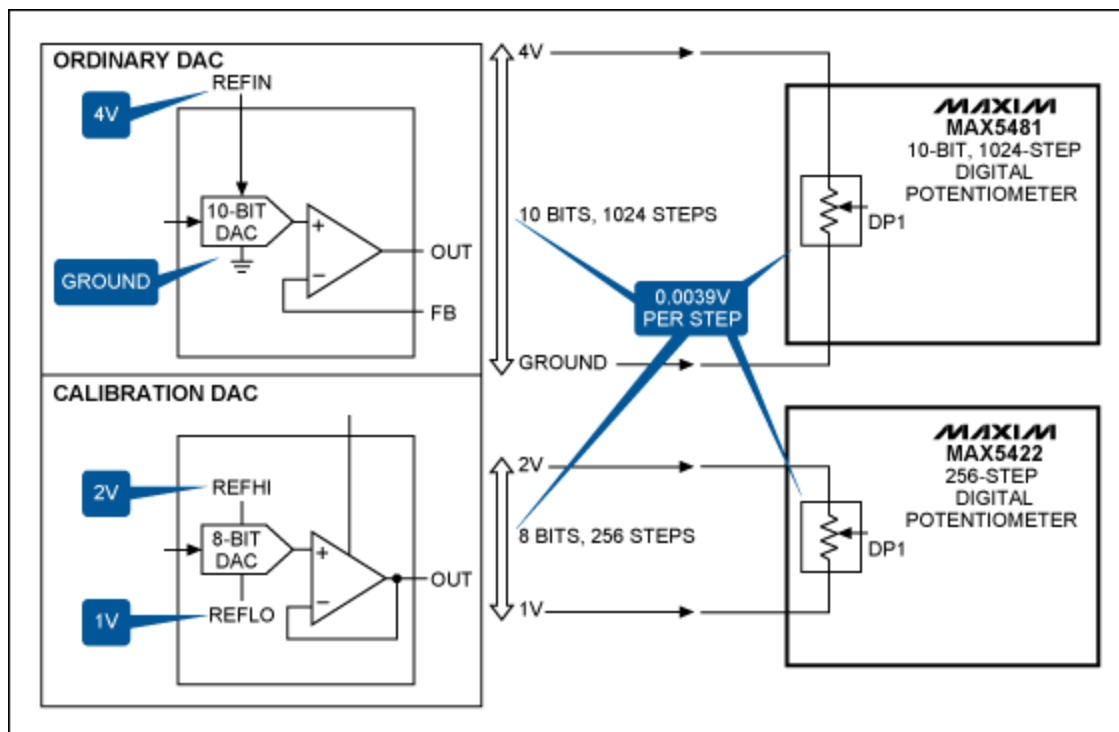 ORDINARY DAC
REFIN
4V
10-BIT
DAC
+
−
OUT
GROUND
FB
4V
10 BITS, 1024 STEPS
GROUND
0.0039V
PER STEP
MAXIM
MAX5481
10-BIT, 1024-STEP
DIGITAL
POTENTIOMETER
DP1
CALIBRATION DAC
2V
REFHI
8-BIT
DAC
+
−
OUT
1V
REFLO
2V
8 BITS, 256 STEPS
1V
MAXIM
MAX5422
256-STEP
DIGITAL
POTENTIOMETER
DP1